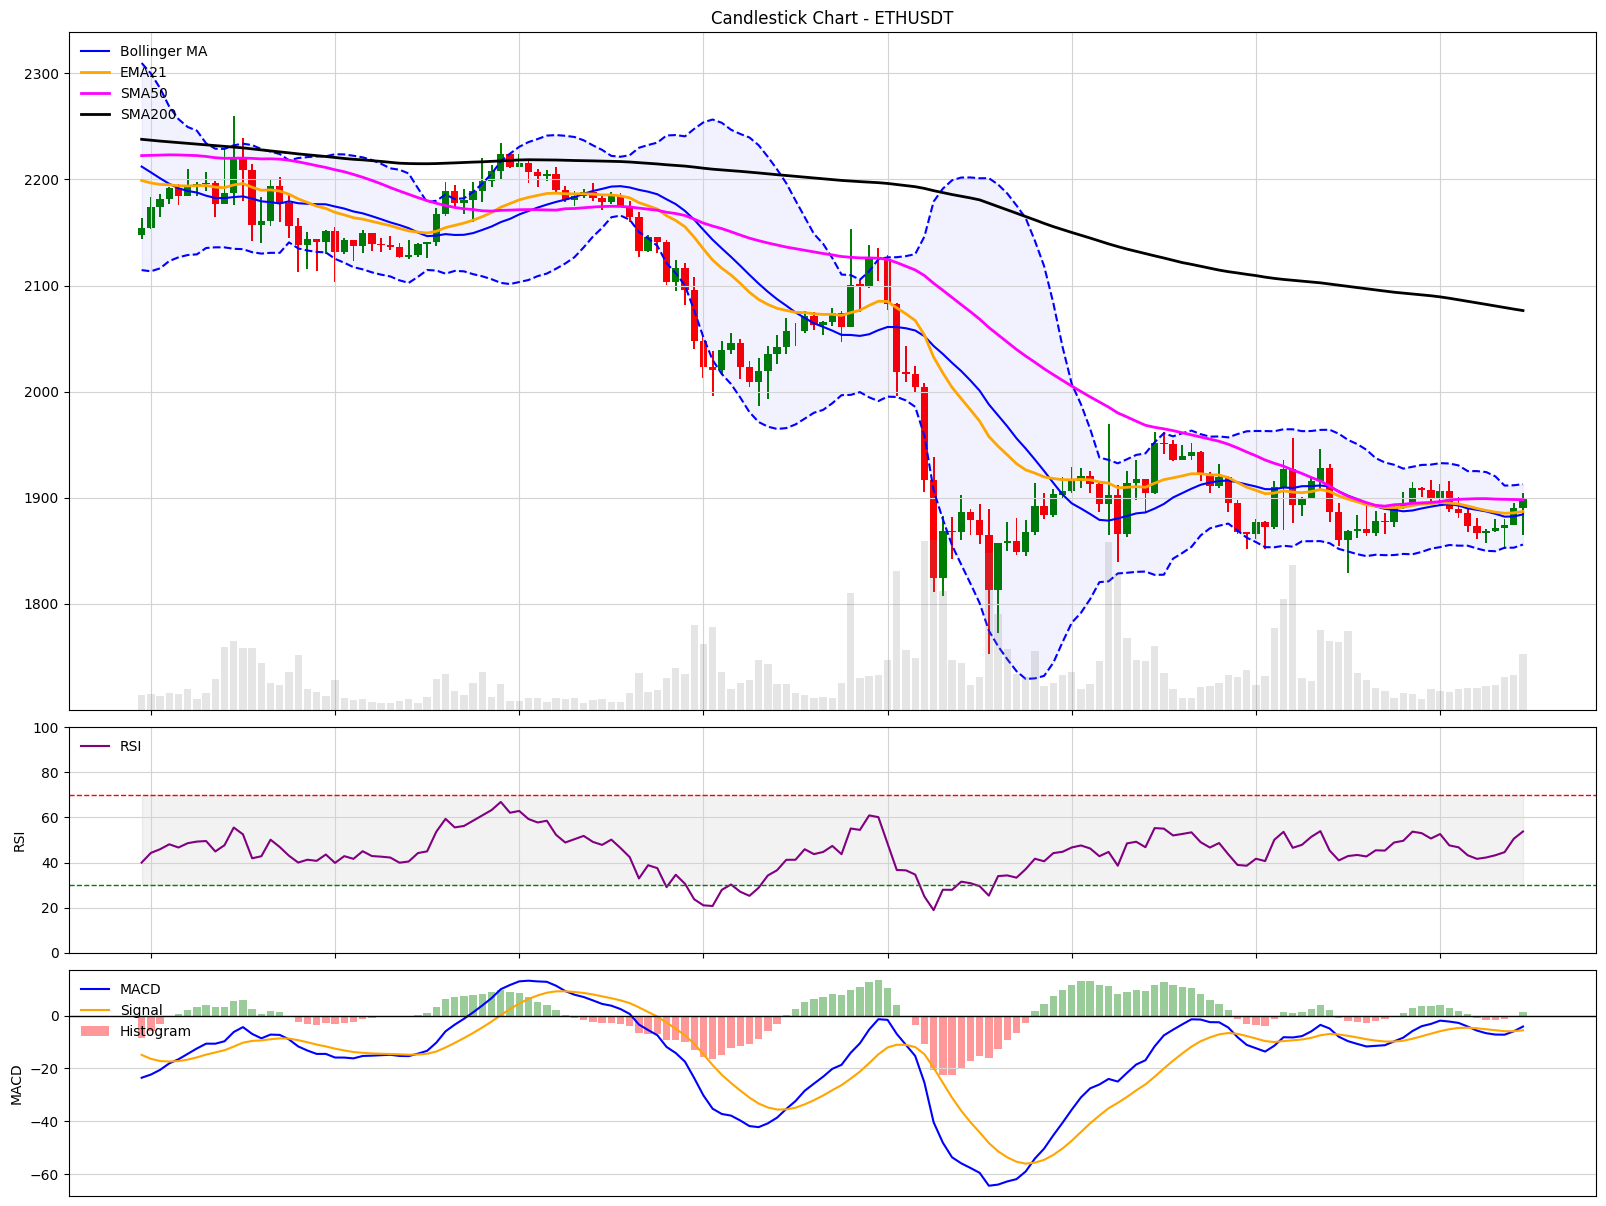 Candlestick Chart - ETHUSDT
Bollinger MA
EMA21
SMA50
SMA200
2300
2200
2100
2000
1900
1800
RSI
100
80
60
40
20
0
RSI
MACD
Signal
Histogram
0
−20
−40
−60
MACD